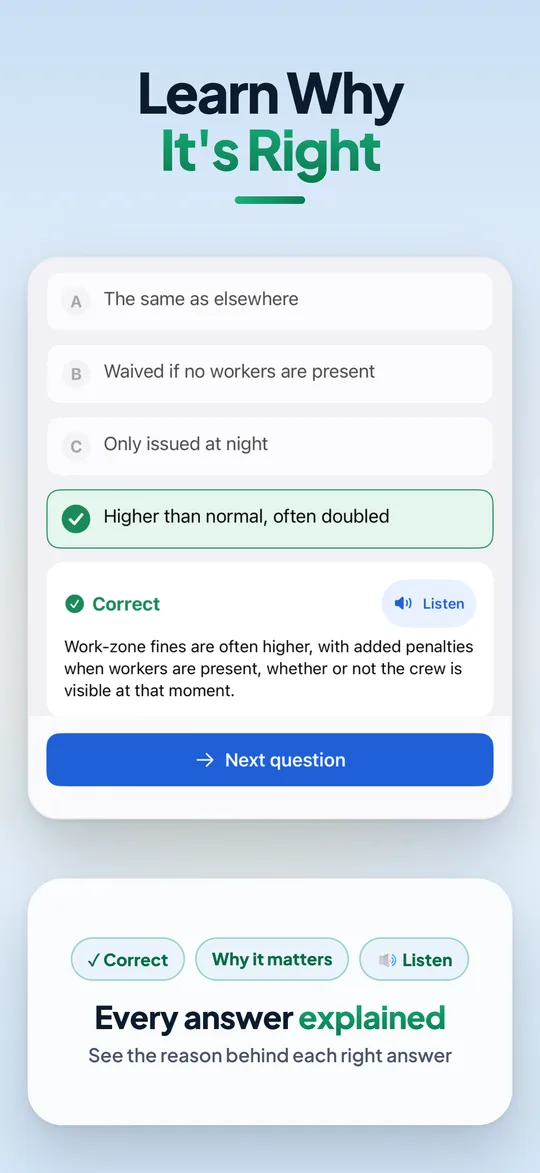 Learn Why
It's Right
A The same as elsewhere
B Waived if no workers are present
C Only issued at night
Higher than normal, often doubled
Correct
Listen
Work-zone fines are often higher, with added penalties
when workers are present, whether or not the crew is
visible at that moment.
→ Next question
✓ Correct
Why it matters
🔊 Listen
Every answer explained
See the reason behind each right answer